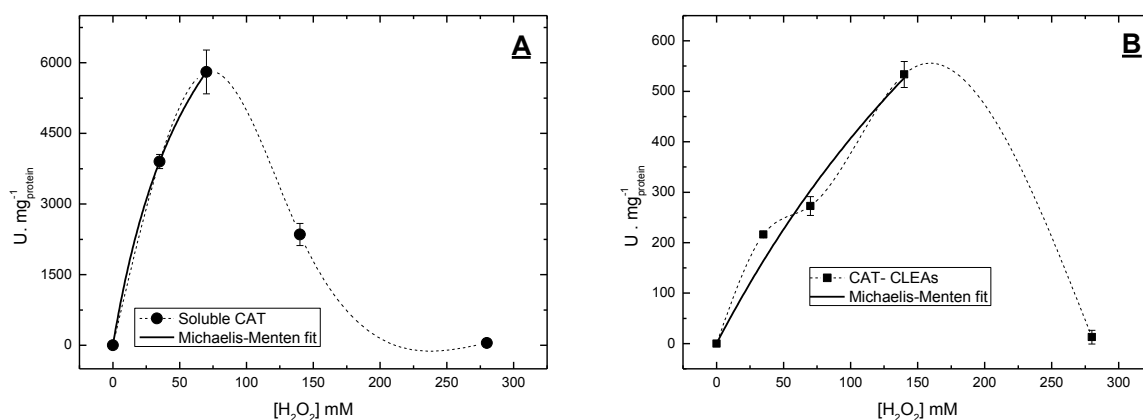 A
6000
4500
3000
1500
0
U. mg⁻¹protein
Soluble CAT
Michaelis-Menten fit
0 50 100 150 200 250 300
[H₂O₂] mM
B
600
500
400
300
200
100
0
U . mg⁻¹protein
CAT- CLEAs
Michaelis-Menten fit
0 50 100 150 200 250 300
[H₂O₂] mM